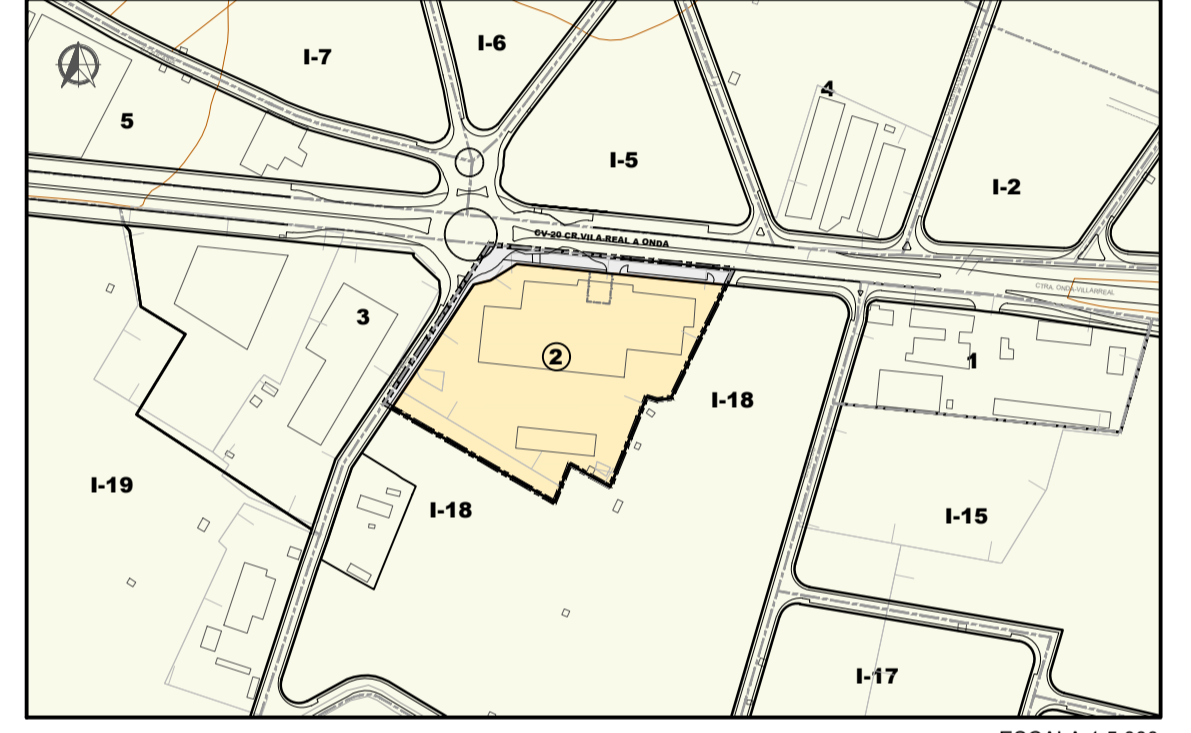 I-7
I-6
4
5
I-5
I-2
CV-20 CR.VILA-REAL A ONDA
CTRA. ONDA-VILLARREAL
3
2
1
I-18
I-19
I-18
I-15
I-17